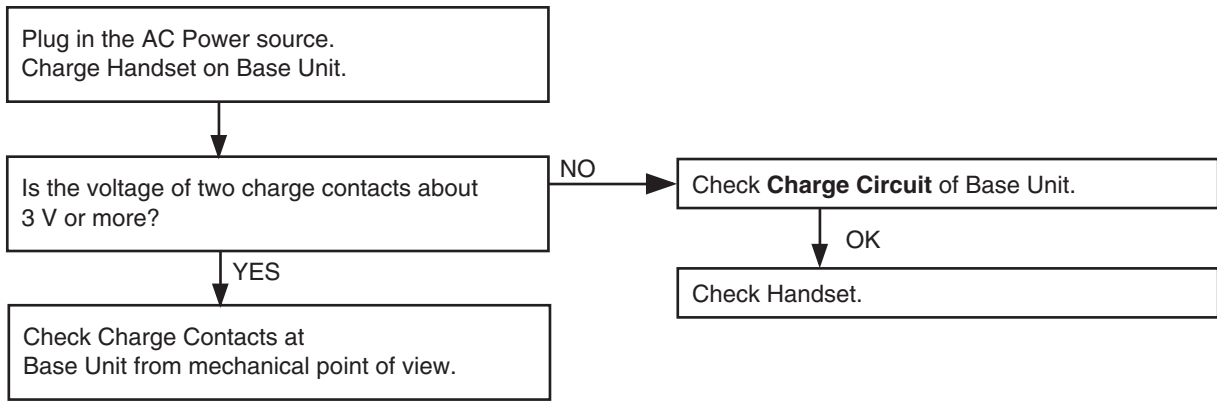 Plug in the AC Power source.
Charge Handset on Base Unit.
Is the voltage of two charge contacts about
3 V or more?
NO
Check Charge Circuit of Base Unit.
OK
Check Handset.
YES
Check Charge Contacts at
Base Unit from mechanical point of view.